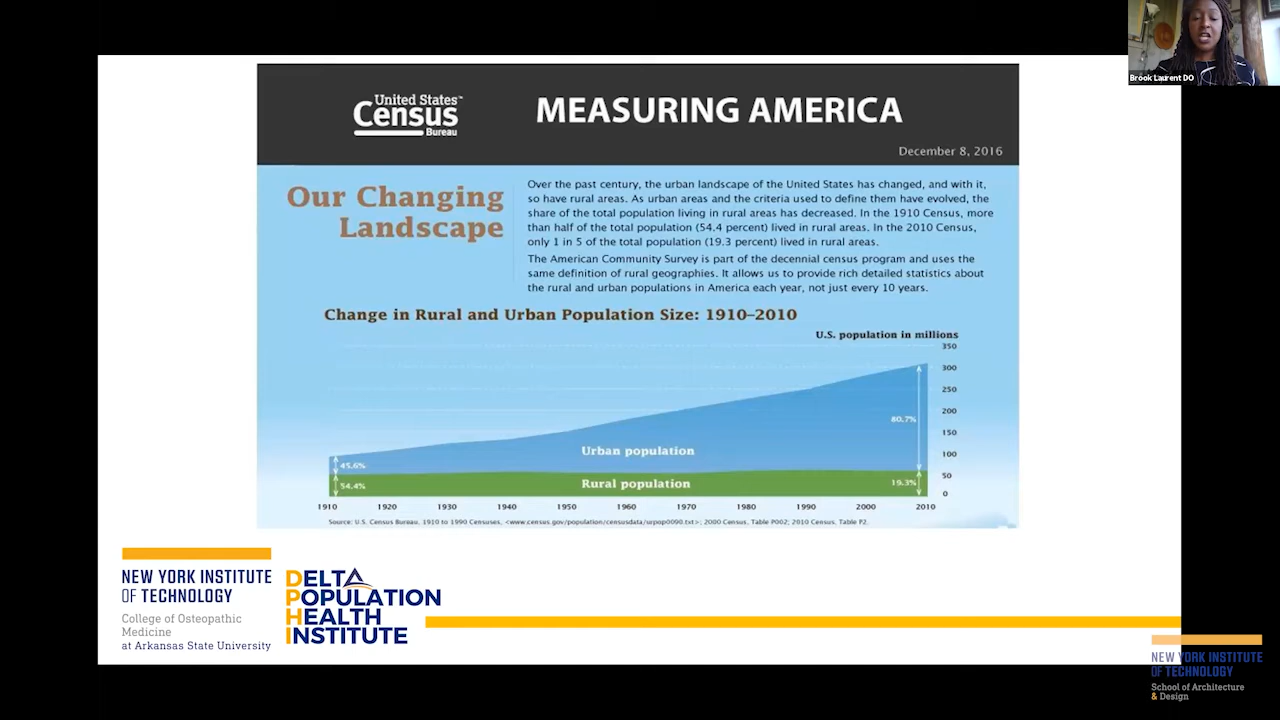 Brook Laurent DO
United States™
Census
Bureau
MEASURING AMERICA
December 8, 2016
Our Changing
Landscape
Over the past century, the urban landscape of the United States has changed, and with it,
so have rural areas. As urban areas and the criteria used to define them have evolved, the
share of the total population living in rural areas has decreased. In the 1910 Census, more
than half of the total population (54.4 percent) lived in rural areas. In the 2010 Census,
only 1 in 5 of the total population (19.3 percent) lived in rural areas.
The American Community Survey is part of the decennial census program and uses the
same definition of rural geographies. It allows us to provide rich detailed statistics about
the rural and urban populations in America each year, not just every 10 years.
Change in Rural and Urban Population Size: 1910–2010
U.S. population in millions
350
300
250
200
150
100
50
0
80.7%
Urban population
45.6%
54.4%
Rural population
19.3%
1910 1920 1930 1940 1950 1960 1970 1980 1990 2000 2010
Source: U.S. Census Bureau, 1910 to 1990 Censuses, <www.census.gov/population/censusdata/urpop0090.txt>; 2000 Census, Table P002; 2010 Census, Table P2.
NEW YORK INSTITUTE
OF TECHNOLOGY
College of Osteopathic
Medicine
at Arkansas State University
DELTA
POPULATION
HEALTH
INSTITUTE
NEW YORK INSTITUTE
OF TECHNOLOGY
School of Architecture
& Design